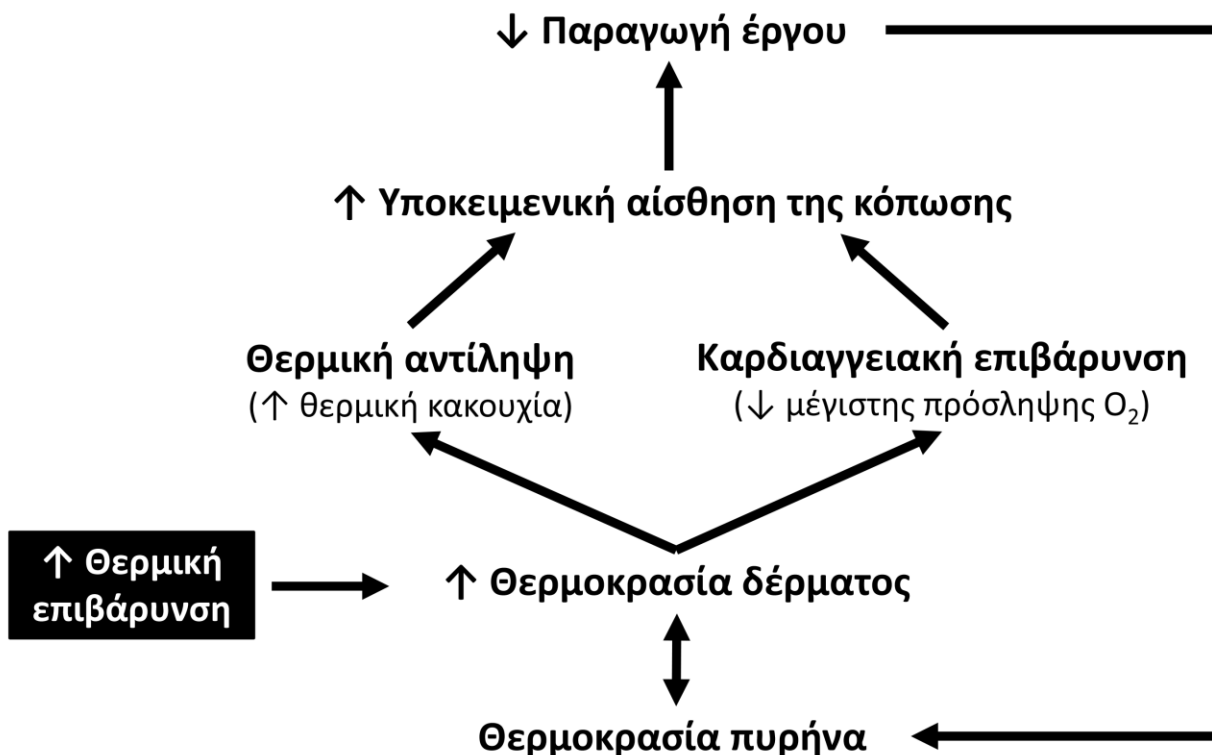 ↓ Παραγωγή έργου
↑ Υποκειμενική αίσθηση της κόπωσης
Θερμική αντίληψη
(↑ θερμική κακουχία)
Καρδιαγγειακή επιβάρυνση
(↓ μέγιστης πρόσληψης O₂)
↑ Θερμική
επιβάρυνση
↑ Θερμοκρασία δέρματος
Θερμοκρασία πυρήνα